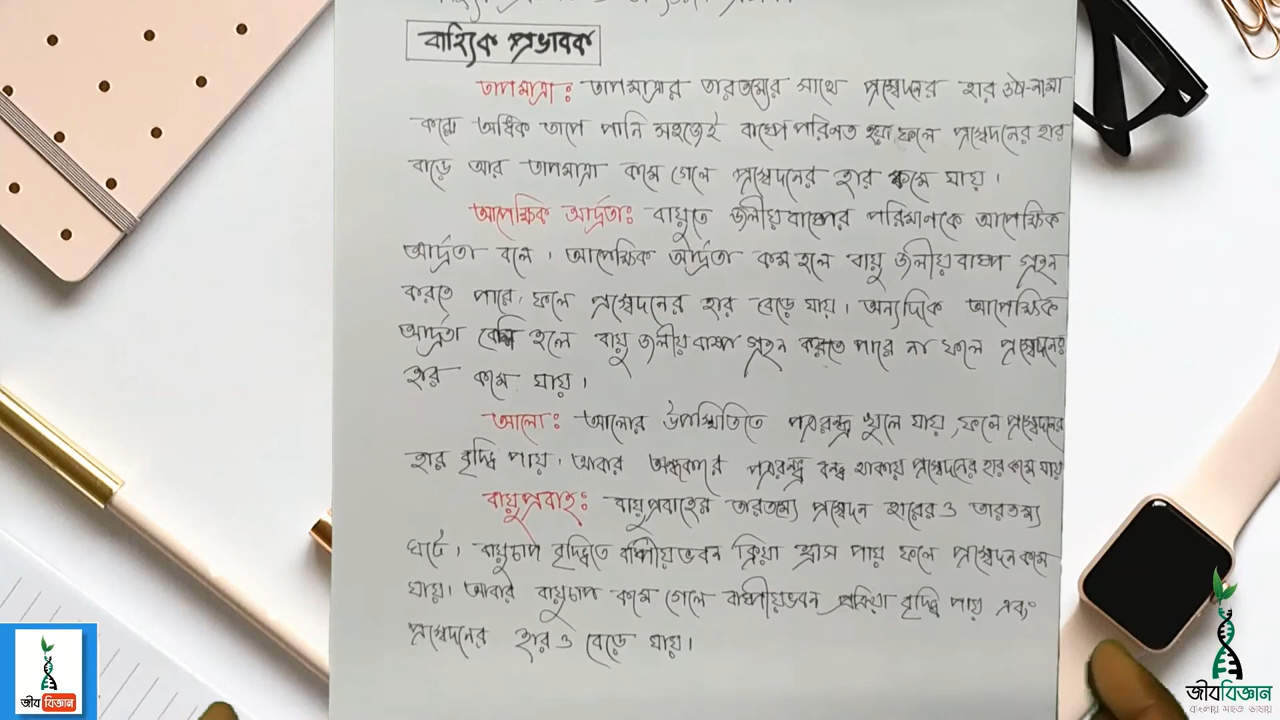 বাহ্যিক প্রভাবক
তাপমাত্রাঃ তাপমাত্রার তারতম্যের সাথে প্রস্বেদনের হার ওঠা-নামা
করে। অধিক তাপে পানি সহজেই বাষ্পে পরিণত হয়। ফলে প্রস্বেদনের হার
বাড়ে আর তাপমাত্রা কমে গেলে প্রস্বেদনের হার কমে যায়।
আপেক্ষিক আর্দ্রতাঃ বায়ুতে জলীয়বাষ্পের পরিমাণকে আপেক্ষিক
আর্দ্রতা বলে। আপেক্ষিক আর্দ্রতা কম হলে বায়ু জলীয়বাষ্প গ্রহন
করতে পারে, ফলে প্রস্বেদনের হার বেড়ে যায়। অন্যদিকে আপেক্ষিক
আর্দ্রতা বেশি হলে বায়ু জলীয়বাষ্প গ্রহন করতে পারে না ফলে প্রস্বেদনের
হার কমে যায়।
আলোঃ আলোর উপস্থিতিতে পত্ররন্ধ্র খুলে যায়, ফলে প্রস্বেদনের
হার বৃদ্ধি পায়। আবার অন্ধকারে পত্ররন্ধ্র বন্ধ থাকায় প্রস্বেদনের হার কমে যায়
বায়ুপ্রবাহঃ বায়ুপ্রবাহের তারতম্যে প্রস্বেদন হারেরও তারতম্য
ঘটে। বায়ুচাপ বৃদ্ধিতে বাষ্পীয়ভবন ক্রিয়া হ্রাস পায় ফলে প্রস্বেদন কমে
যায়। আবার বায়ুচাপ কমে গেলে বাষ্পীয়ভবন প্রকিয়া বৃদ্ধি পায় এবং
প্রস্বেদনের হারও বেড়ে যায়।
জীব বিজ্ঞান
জীববিজ্ঞান
বাংলায় সহজ ভাষায়